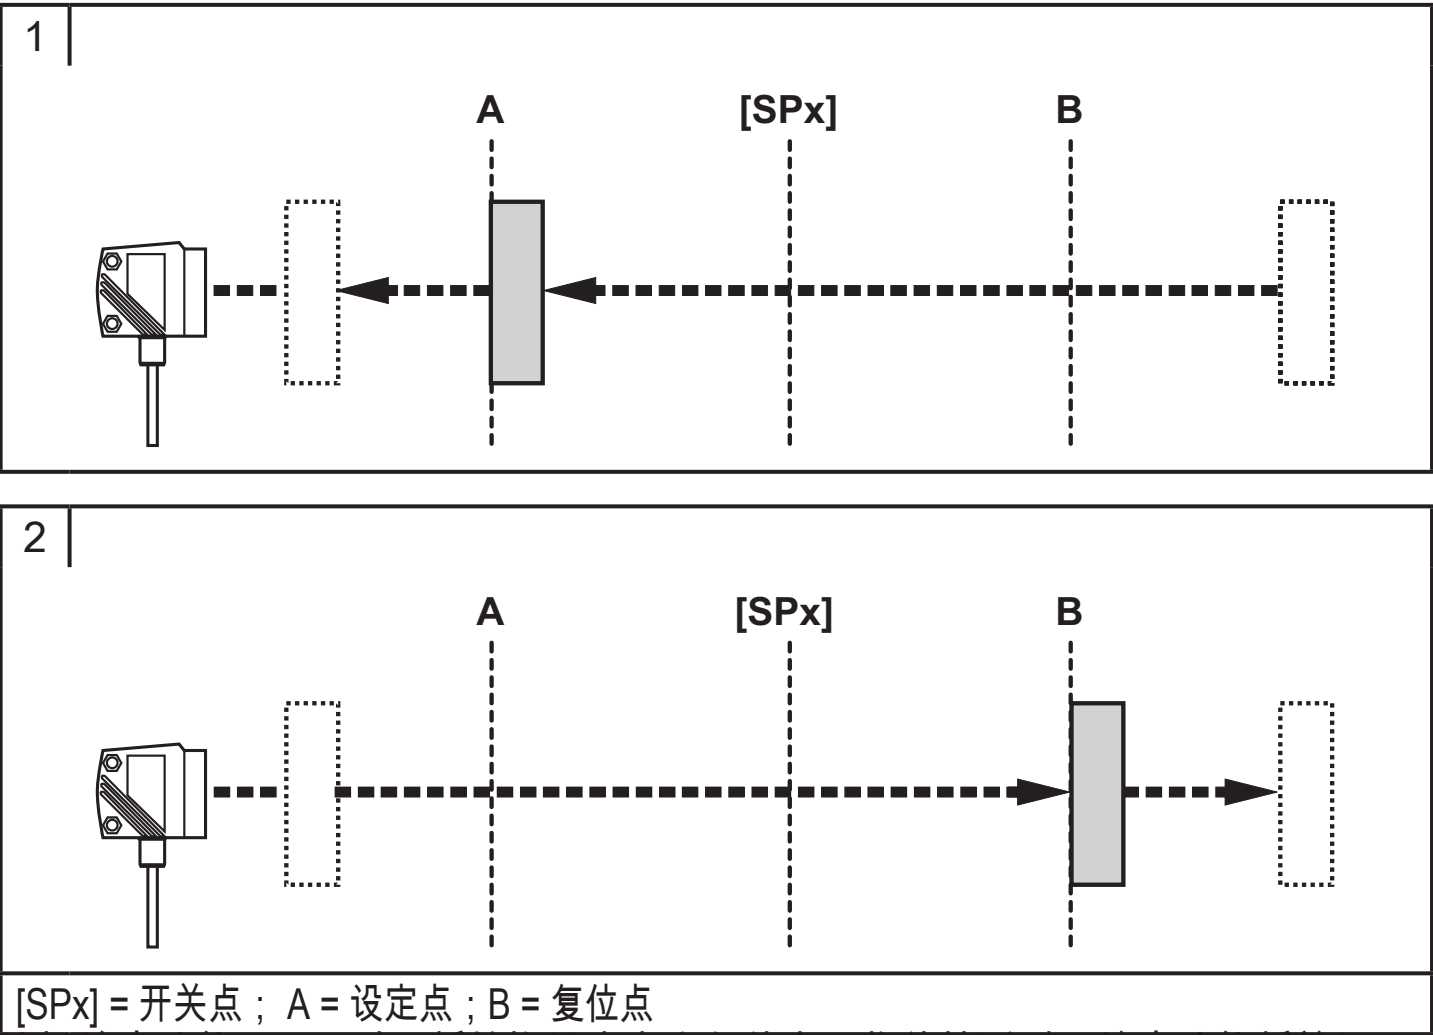 1
A [SPx] B
2
A [SPx] B
[SPx] = 开关点； A = 设定点；B = 复位点